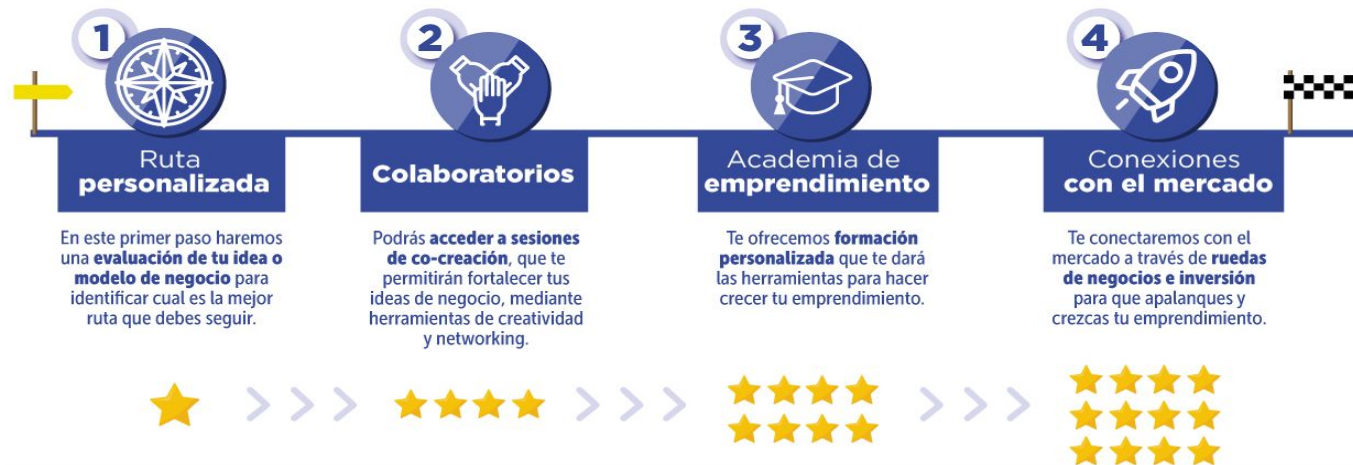 1
Ruta
personalizada
En este primer paso haremos
una evaluación de tu idea o
modelo de negocio para
identificar cual es la mejor
ruta que debes seguir.
2
Colaboratorios
Podrás acceder a sesiones
de co-creación, que te
permitirán fortalecer tus
ideas de negocio, mediante
herramientas de creatividad
y networking.
3
Academia de
emprendimiento
Te ofrecemos formación
personalizada que te dará
las herramientas para hacer
crecer tu emprendimiento.
4
Conexiones
con el mercado
Te conectaremos con el
mercado a través de ruedas
de negocios e inversión
para que apalanques y
crezcas tu emprendimiento.